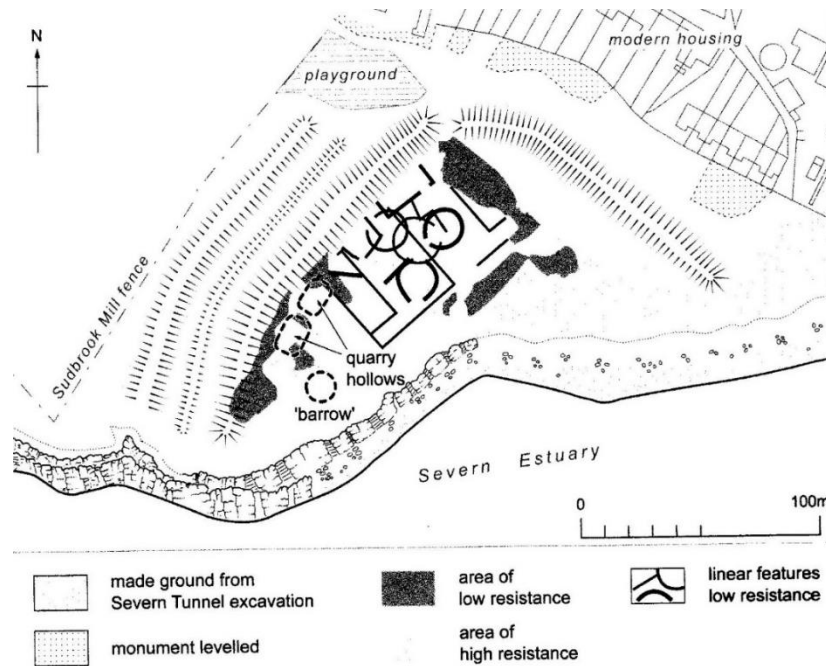 N
modern housing
playground
Sudbrook Mill fence
quarry
hollows
'barrow'
Severn Estuary
0
100m
made ground from
Severn Tunnel excavation
area of
low resistance
linear features
low resistance
monument levelled
area of
high resistance